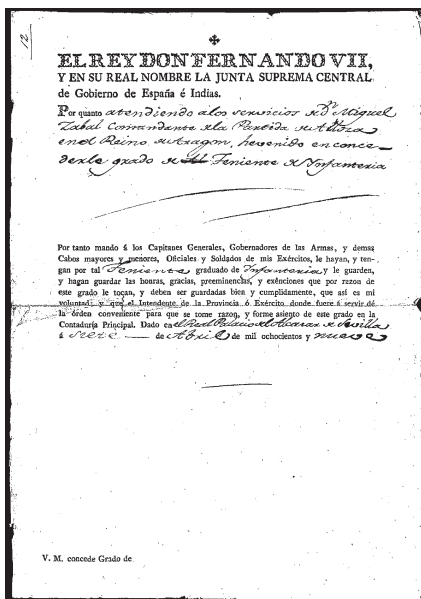 12
EL REY DON FERNANDO VII,
Y EN SU REAL NOMBRE LA JUNTA SUPREMA CENTRAL
de Gobierno de España é Indias.
Por quanto atendiendo a los servicios de Dn Miguel
Zabal Comandante de la Partida de
en el Reino de Aragon, he venido en conce-
derle grado de Teniente de Ynfanteria
Por tanto mando á los Capitanes Generales, Gobernadores de las Armas, y demas
Cabos mayores y menores, Oficiales y Soldados de mis Exércitos, le hayan, y ten-
gan por tal Teniente graduado de Infanteria y le guarden,
y hagan guardar las honras, gracias, preeminencias, y exênciones que por razon de
este grado le tocan, y deben ser guardadas bien y cumplidamente, que así es mi
voluntad; y que el Intendente de la Provincia ó Exército donde fuere á servir dé
la órden conveniente para que se tome razon, y forme asiento de este grado en la
Contaduría Principal. Dado en el Real Palacio del Alcazar de Sevilla
á siete de Abril de mil ochocientos y nueve
V. M. concede Grado de